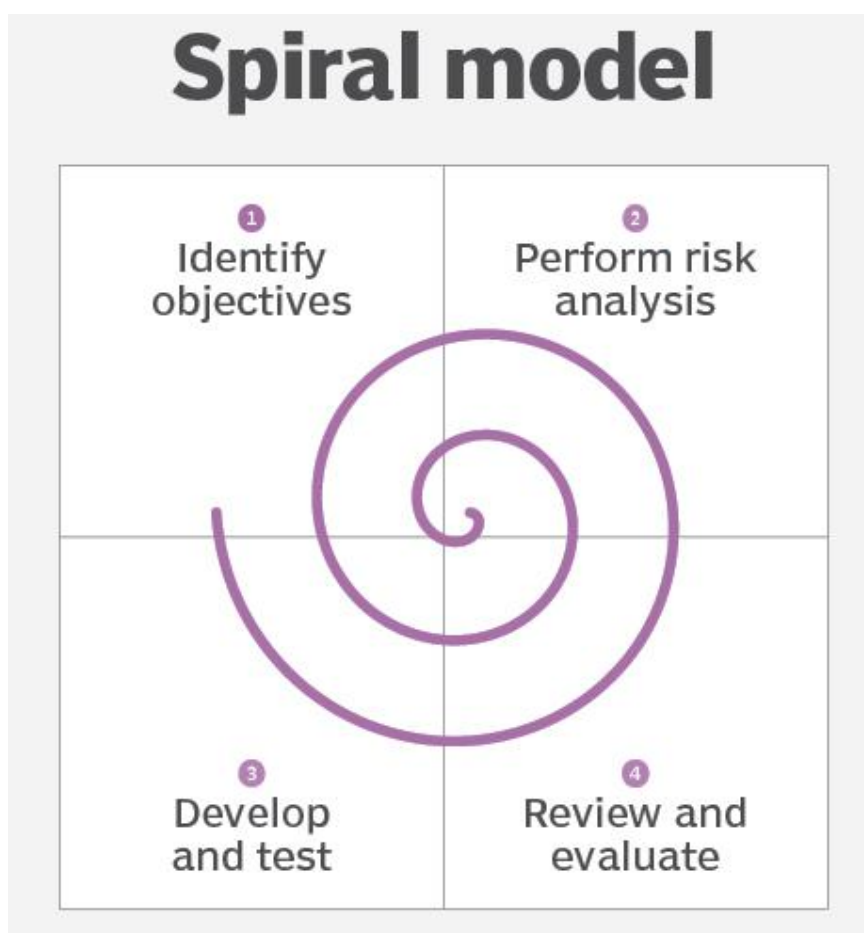 Spiral model
1
Identify
objectives
2
Perform risk
analysis
3
Develop
and test
4
Review and
evaluate